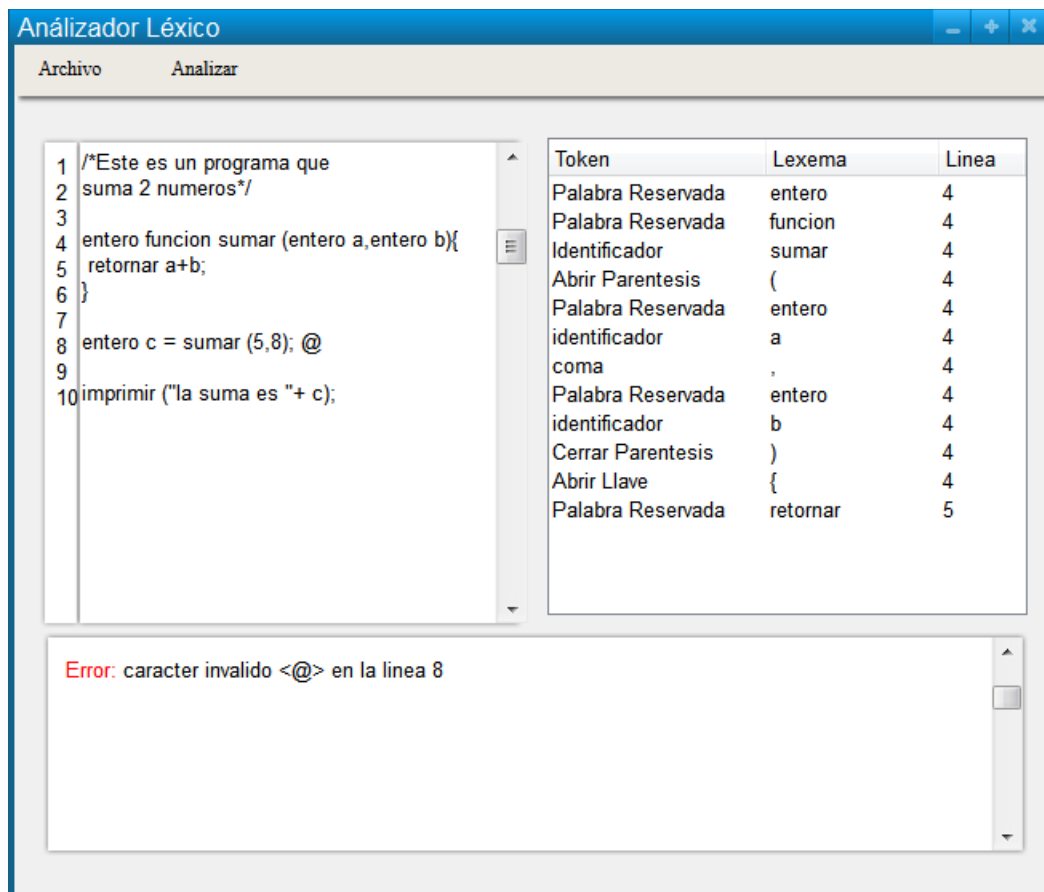 Análizador Léxico
Archivo Analizar
1 /*Este es un programa que
2 suma 2 numeros*/
3
4 entero funcion sumar (entero a,entero b){
5 retornar a+b;
6 }
7
8 entero c = sumar (5,8); @
9
10 imprimir ("la suma es "+ c);
Token Lexema Linea
Palabra Reservada entero 4
Palabra Reservada funcion 4
Identificador sumar 4
Abrir Parentesis ( 4
Palabra Reservada entero 4
identificador a 4
coma , 4
Palabra Reservada entero 4
identificador b 4
Cerrar Parentesis ) 4
Abrir Llave { 4
Palabra Reservada retornar 5
Error: caracter invalido <@> en la linea 8